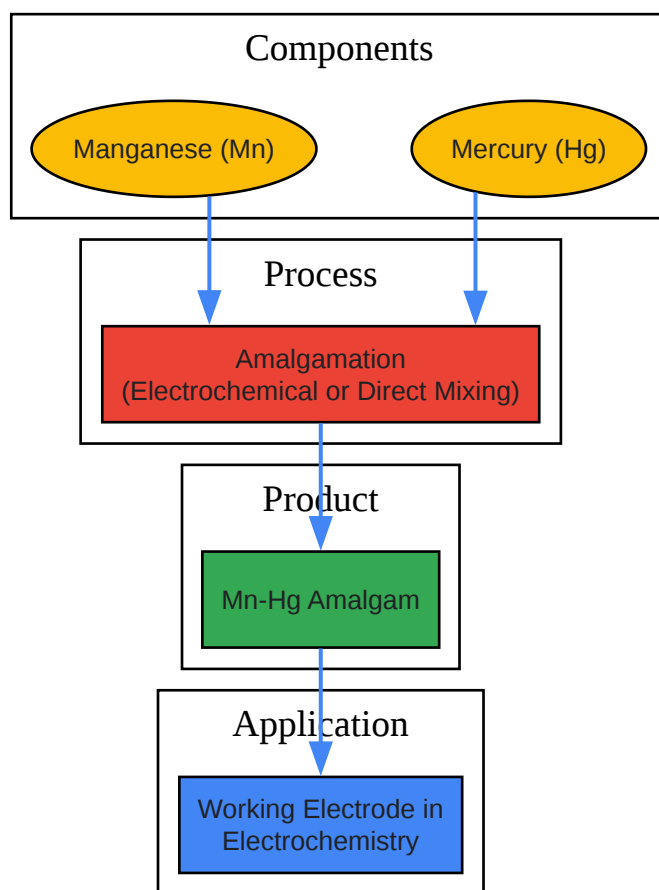 Components
Manganese (Mn)
Mercury (Hg)
Process
Amalgamation
(Electrochemical or Direct Mixing)
Product
Mn-Hg Amalgam
Application
Working Electrode in
Electrochemistry